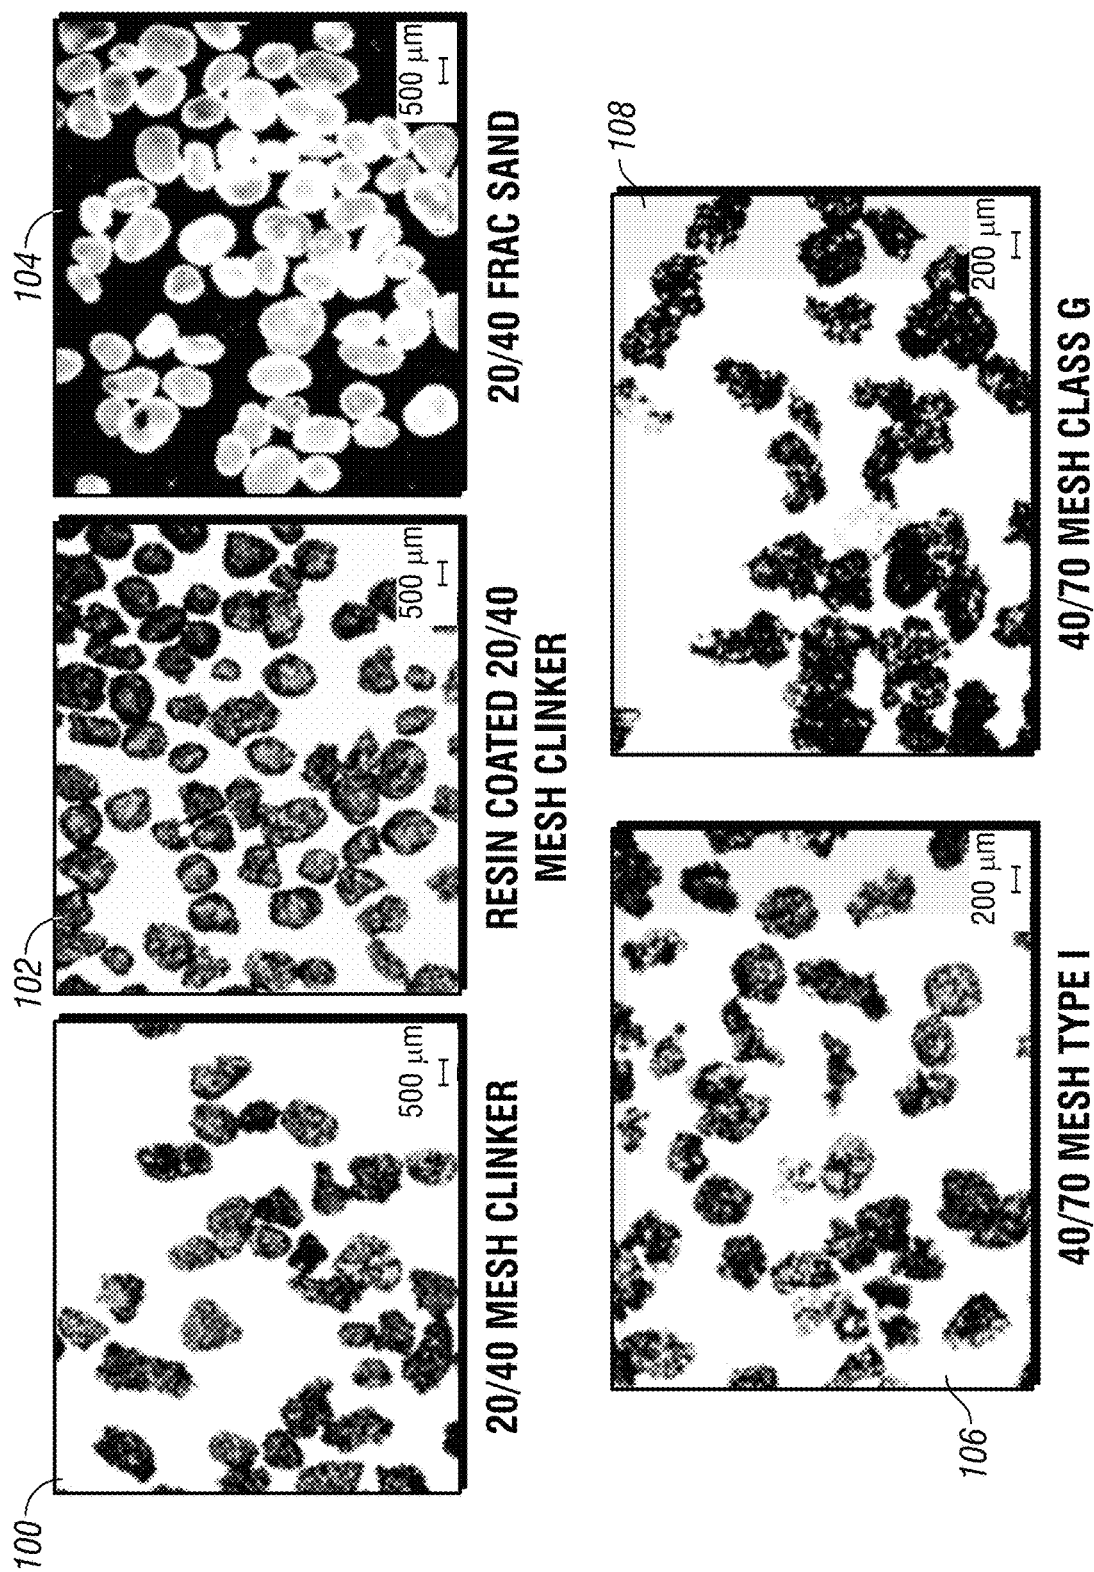 100
102
104
500 µm
500 µm
500 µm
20/40 MESH CLINKER
RESIN COATED 20/40
MESH CLINKER
20/40 FRAC SAND
106
108
200 µm
200 µm
40/70 MESH TYPE I
40/70 MESH CLASS G